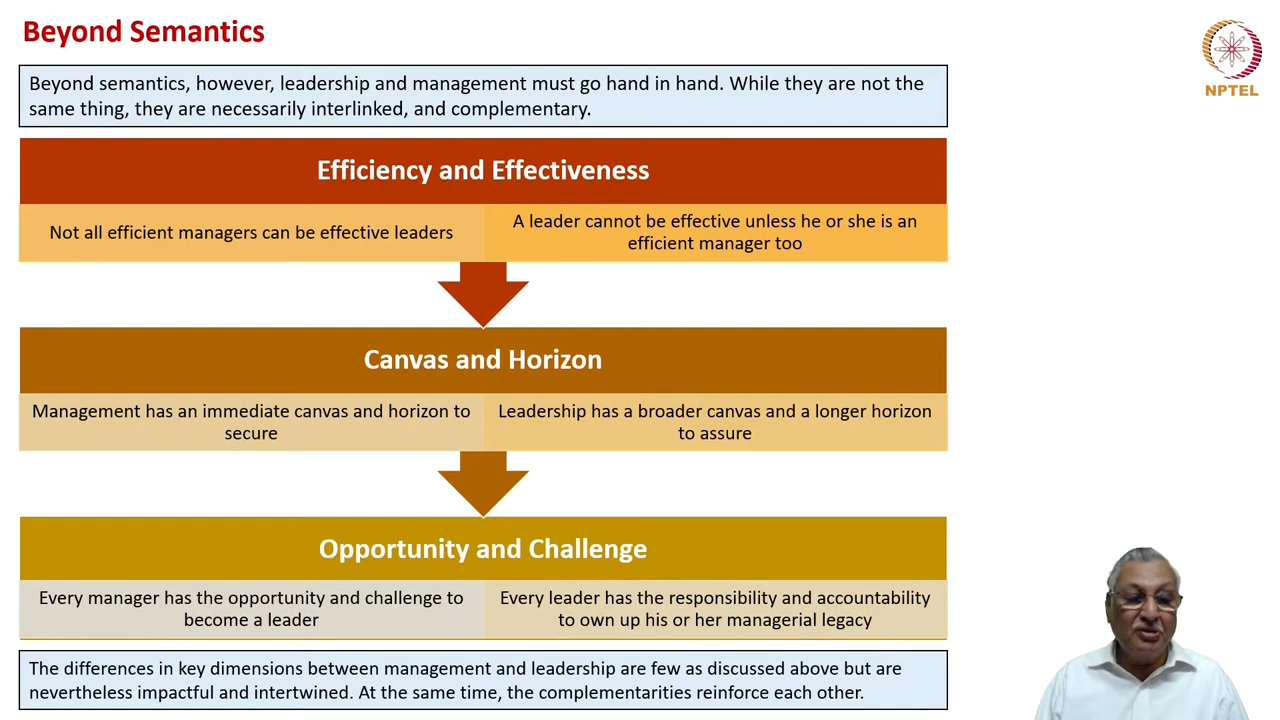 Beyond Semantics
NPTEL
Beyond semantics, however, leadership and management must go hand in hand. While they are not the
same thing, they are necessarily interlinked, and complementary.
Efficiency and Effectiveness
Not all efficient managers can be effective leaders
A leader cannot be effective unless he or she is an
efficient manager too
Canvas and Horizon
Management has an immediate canvas and horizon to
secure
Leadership has a broader canvas and a longer horizon
to assure
Opportunity and Challenge
Every manager has the opportunity and challenge to
become a leader
Every leader has the responsibility and accountability
to own up his or her managerial legacy
The differences in key dimensions between management and leadership are few as discussed above but are
nevertheless impactful and intertwined. At the same time, the complementarities reinforce each other.